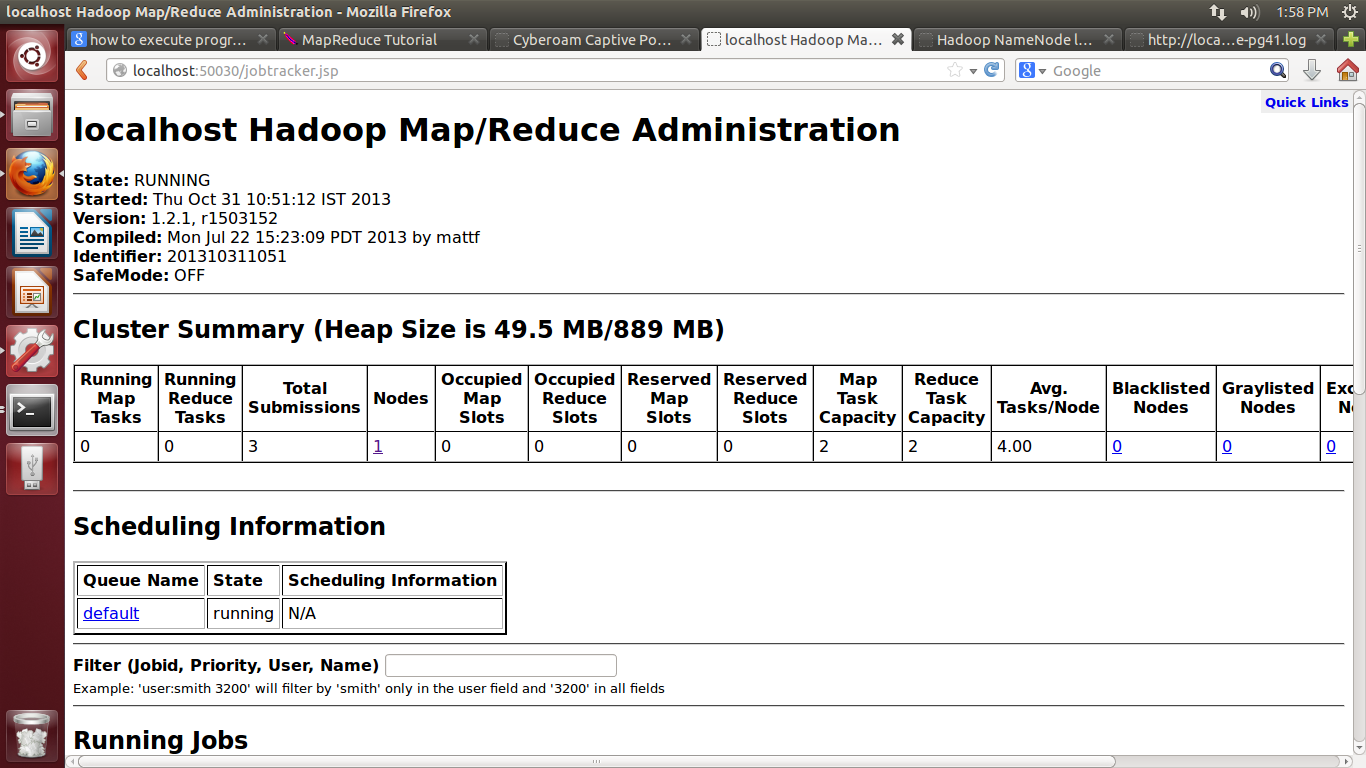 localhost Hadoop Map/Reduce Administration - Mozilla Firefox
1:58 PM
how to execute progr...
MapReduce Tutorial
Cyberoam Captive Po...
localhost Hadoop Ma...
Hadoop NameNode l...
http://loca...e-pg41.log
localhost:50030/jobtracker.jsp
Google
Quick Links
localhost Hadoop Map/Reduce Administration
State: RUNNING
Started: Thu Oct 31 10:51:12 IST 2013
Version: 1.2.1, r1503152
Compiled: Mon Jul 22 15:23:09 PDT 2013 by mattf
Identifier: 201310311051
SafeMode: OFF
Cluster Summary (Heap Size is 49.5 MB/889 MB)
Running Map Tasks Running Reduce Tasks Total Submissions Nodes Occupied Map Slots Occupied Reduce Slots Reserved Map Slots Reserved Reduce Slots Map Task Capacity Reduce Task Capacity Avg. Tasks/Node Blacklisted Nodes Graylisted Nodes
0 0 3 1 0 0 0 0 2 2 4.00 0 0 0
Scheduling Information
Queue Name State Scheduling Information
default running N/A
Filter (Jobid, Priority, User, Name)
Example: 'user:smith 3200' will filter by 'smith' only in the user field and '3200' in all fields
Running Jobs